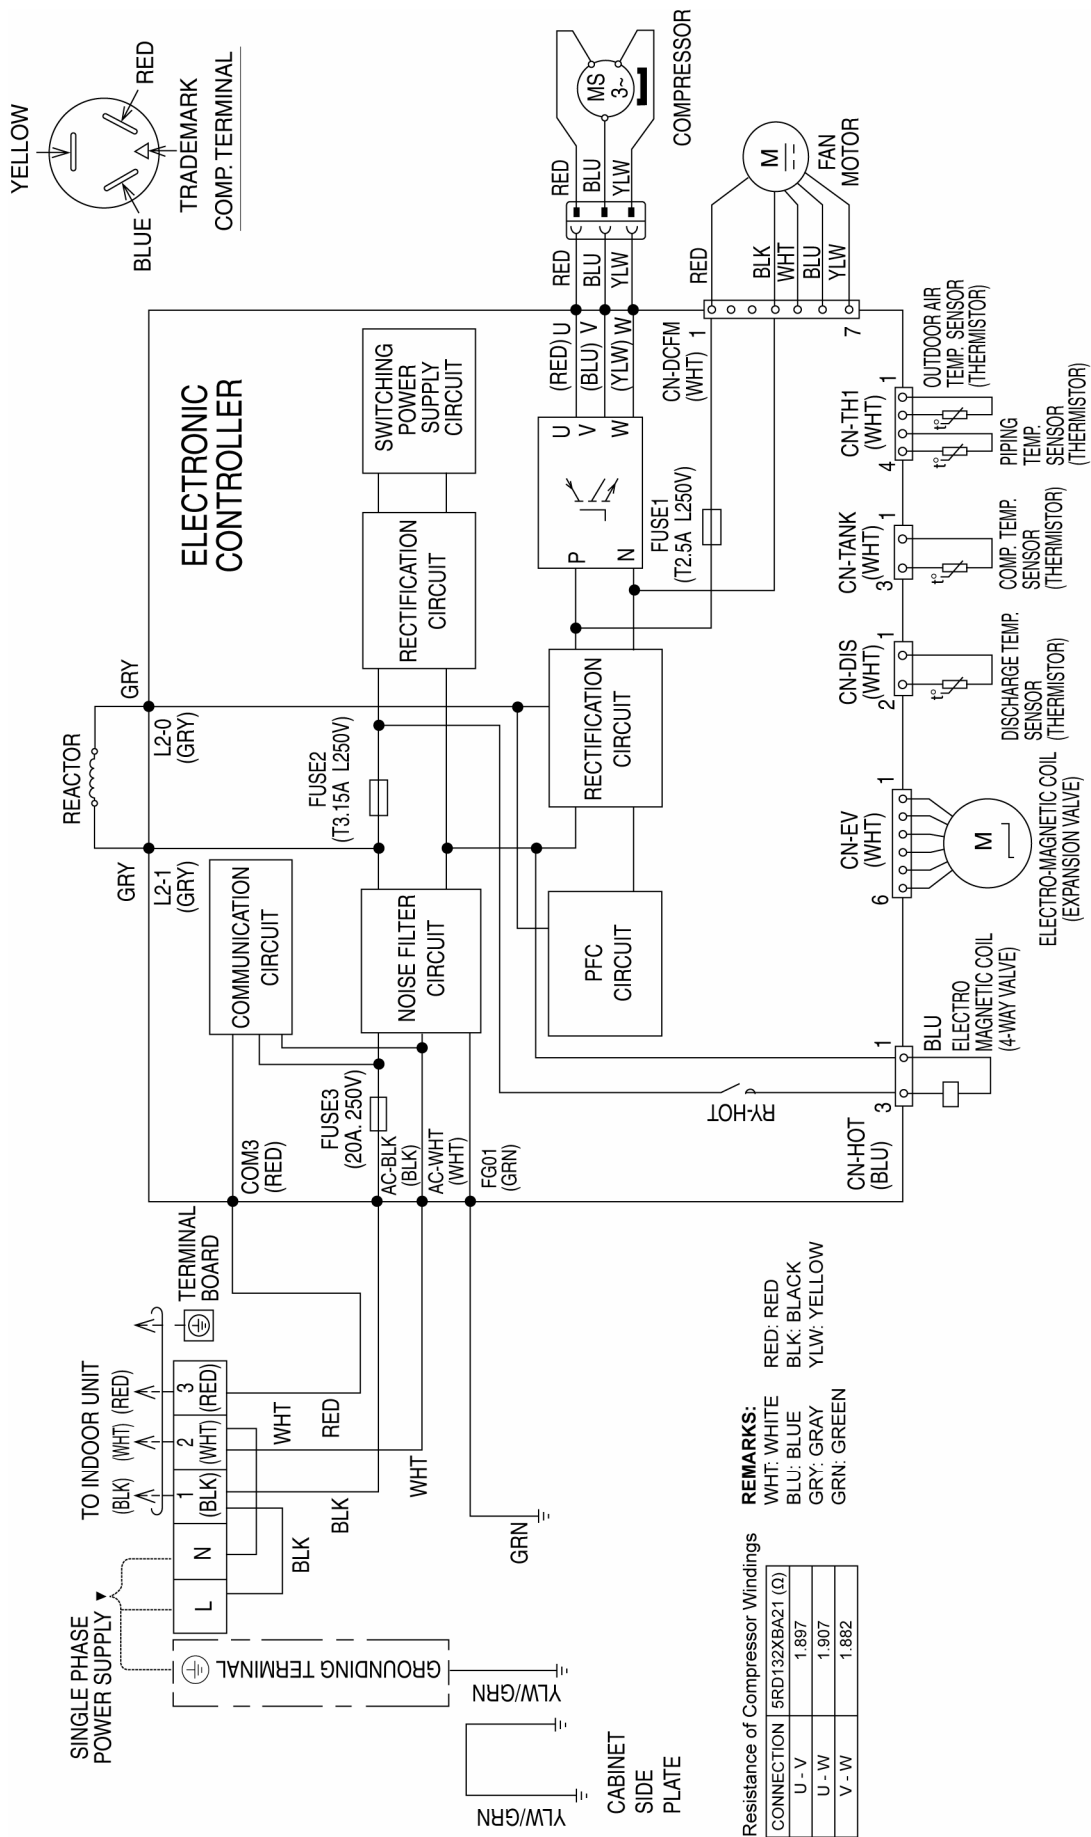 SINGLE PHASE
POWER SUPPLY
TO INDOOR UNIT
(BLK)
(WHT)
(RED)
L
N
1
(BLK)
2
(WHT)
3
(RED)
TERMINAL
BOARD
GROUNDING TERMINAL
BLK
BLK
WHT
WHT
RED
GRN
YLW/GRN
YLW/GRN
CABINET
SIDE
PLATE
REACTOR
GRY
GRY
L2-1
(GRY)
L2-0
(GRY)
ELECTRONIC
CONTROLLER
COM3
(RED)
FUSE3
(20A. 250V)
AC-BLK
(BLK)
AC-WHT
(WHT)
FG01
(GRN)
COMMUNICATION
CIRCUIT
NOISE FILTER
CIRCUIT
FUSE2
(T3.15A L250V)
RECTIFICATION
CIRCUIT
SWITCHING
POWER
SUPPLY
CIRCUIT
PFC
CIRCUIT
RECTIFICATION
CIRCUIT
P
N
U
V
W
(RED) U
(BLU) V
(YLW) W
FUSE1
(T2.5A L250V)
CN-DCFM
(WHT)
1
7
RED
BLU
YLW
RED
BLU
YLW
MS
3~
COMPRESSOR
RED
BLK
WHT
BLU
YLW
M
FAN
MOTOR
YELLOW
RED
BLUE
TRADEMARK
COMP. TERMINAL
RY-HOT
CN-HOT
(BLU)
3
1
BLU
ELECTRO
MAGNETIC COIL
(4-WAY VALVE)
CN-EV
(WHT)
6
1
M
ELECTRO-MAGNETIC COIL
(EXPANSION VALVE)
CN-DIS
(WHT)
2
1
t°
DISCHARGE TEMP.
SENSOR
(THERMISTOR)
CN-TANK
(WHT)
3
1
t°
COMP. TEMP.
SENSOR
(THERMISTOR)
CN-TH1
(WHT)
4
1
t°
t°
PIPING
TEMP.
SENSOR
(THERMISTOR)
OUTDOOR AIR
TEMP. SENSOR
(THERMISTOR)
Resistance of Compressor Windings
CONNECTION 5RD132XBA21 (Ω)
U - V 1.897
U - W 1.907
V - W 1.882
REMARKS:
WHT: WHITE RED: RED
BLU: BLUE BLK: BLACK
GRY: GRAY YLW: YELLOW
GRN: GREEN